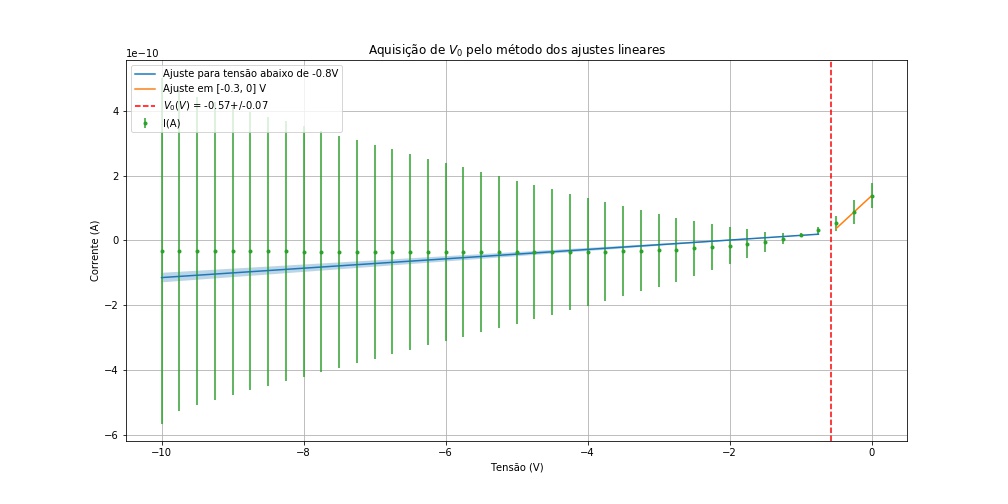 Aquisição de V₀ pelo método dos ajustes lineares
1e−10
Ajuste para tensão abaixo de -0.8V
Ajuste em [-0.3, 0] V
V₀(V) = -0.57+/-0.07
I(A)
4
2
0
−2
−4
−6
Corrente (A)
−10
−8
−6
−4
−2
0
Tensão (V)